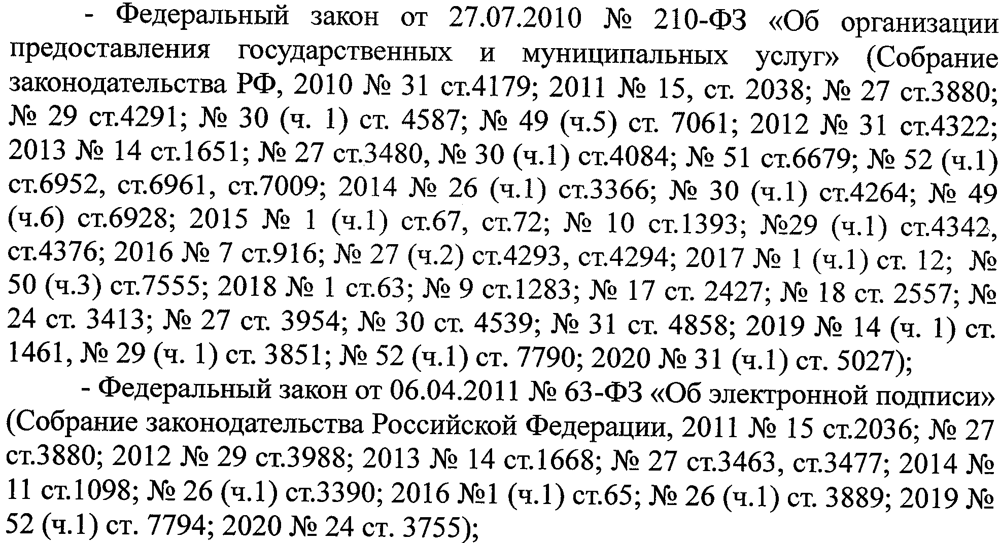 - Федеральный закон от 27.07.2010 № 210-ФЗ «Об организации
предоставления государственных и муниципальных услуг» (Собрание
законодательства РФ, 2010 № 31 ст.4179; 2011 № 15, ст. 2038; № 27 ст.3880;
№ 29 ст.4291; № 30 (ч. 1) ст. 4587; № 49 (ч.5) ст. 7061; 2012 № 31 ст.4322;
2013 № 14 ст.1651; № 27 ст.3480, № 30 (ч.1) ст.4084; № 51 ст.6679; № 52 (ч.1)
ст.6952, ст.6961, ст.7009; 2014 № 26 (ч.1) ст.3366; № 30 (ч.1) ст.4264; № 49
(ч.6) ст.6928; 2015 № 1 (ч.1) ст.67, ст.72; № 10 ст.1393; №29 (ч.1) ст.4342,
ст.4376; 2016 № 7 ст.916; № 27 (ч.2) ст.4293, ст.4294; 2017 № 1 (ч.1) ст. 12; №
50 (ч.3) ст.7555; 2018 № 1 ст.63; № 9 ст.1283; № 17 ст. 2427; № 18 ст. 2557; №
24 ст. 3413; № 27 ст. 3954; № 30 ст. 4539; № 31 ст. 4858; 2019 № 14 (ч. 1) ст.
1461, № 29 (ч. 1) ст. 3851; № 52 (ч.1) ст. 7790; 2020 № 31 (ч.1) ст. 5027);
- Федеральный закон от 06.04.2011 № 63-ФЗ «Об электронной подписи»
(Собрание законодательства Российской Федерации, 2011 № 15 ст.2036; № 27
ст.3880; 2012 № 29 ст.3988; 2013 № 14 ст.1668; № 27 ст.3463, ст.3477; 2014 №
11 ст.1098; № 26 (ч.1) ст.3390; 2016 №1 (ч.1) ст.65; № 26 (ч.1) ст. 3889; 2019 №
52 (ч.1) ст. 7794; 2020 № 24 ст. 3755);